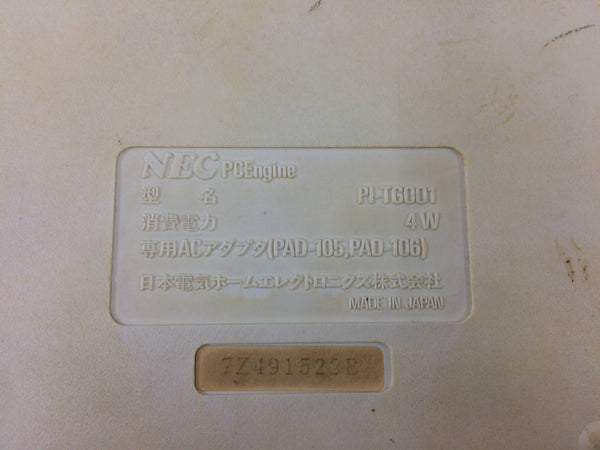 NEC PCEngine
型 名 PI-TG001
消費電力 4W
専用ACアダプタ(PAD-105,PAD-106)
日本電気ホームエレクトロニクス株式会社
MADE IN JAPAN
7Z491522B